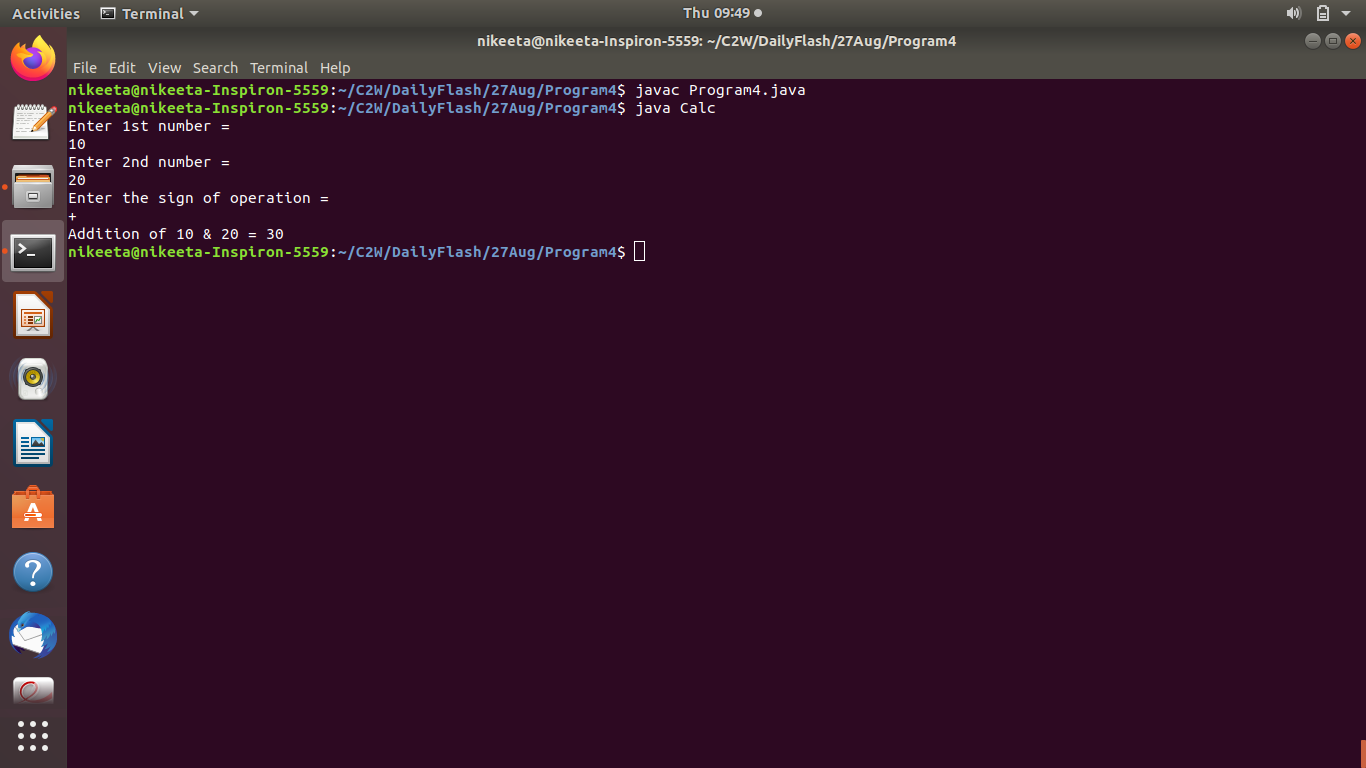 Activities Terminal Thu 09:49
nikeeta@nikeeta-Inspiron-5559: ~/C2W/DailyFlash/27Aug/Program4
File Edit View Search Terminal Help
nikeeta@nikeeta-Inspiron-5559:~/C2W/DailyFlash/27Aug/Program4$ javac Program4.java
nikeeta@nikeeta-Inspiron-5559:~/C2W/DailyFlash/27Aug/Program4$ java Calc
Enter 1st number =
10
Enter 2nd number =
20
Enter the sign of operation =
+
Addition of 10 & 20 = 30
nikeeta@nikeeta-Inspiron-5559:~/C2W/DailyFlash/27Aug/Program4$